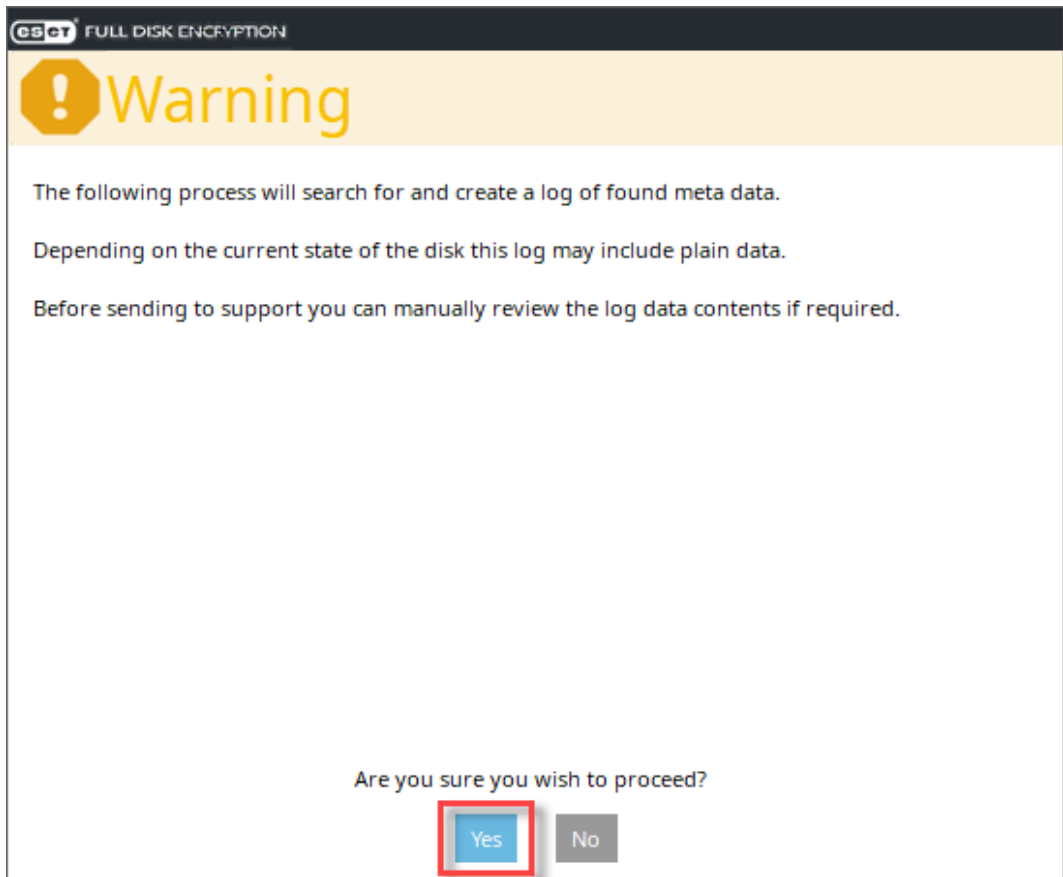 eset FULL DISK ENCRYPTION
Warning
The following process will search for and create a log of found meta data.
Depending on the current state of the disk this log may include plain data.
Before sending to support you can manually review the log data contents if required.
Are you sure you wish to proceed?
Yes No